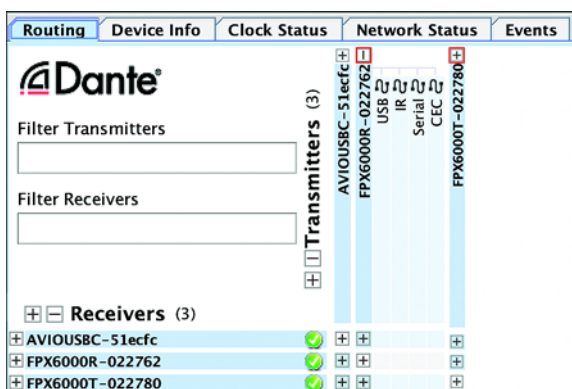 Routing Device Info Clock Status Network Status Events
Dante®
Filter Transmitters
Filter Receivers
Transmitters (3)
AVIOUSBC-51ecfc
FPX6000R-022762
USB
IR
Serial
CEC
FPX6000T-022780
Receivers (3)
AVIOUSBC-51ecfc
FPX6000R-022762
FPX6000T-022780